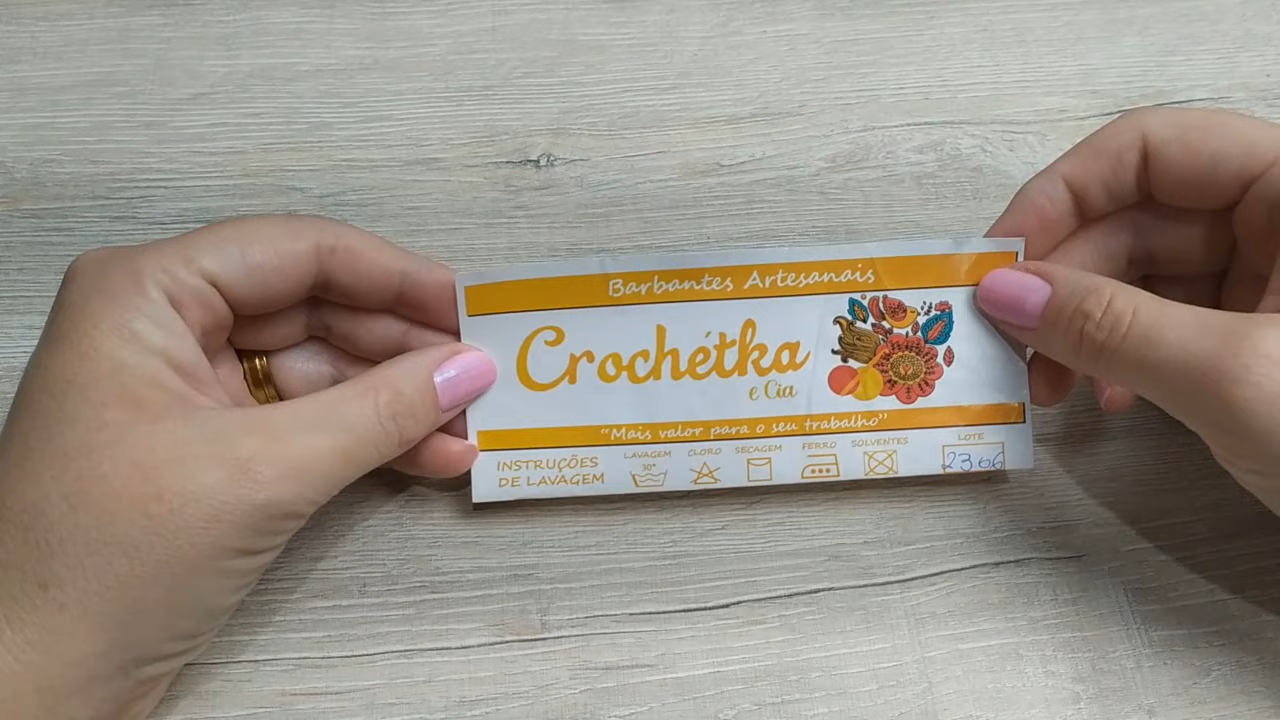 Barbantes Artesanais
Crochétka
e Cia
"Mais valor para o seu trabalho"
INSTRUÇÕES
DE LAVAGEM
LAVAGEM
30°
CLORO
SECAGEM
FERRO
SOLVENTES
LOTE
2366